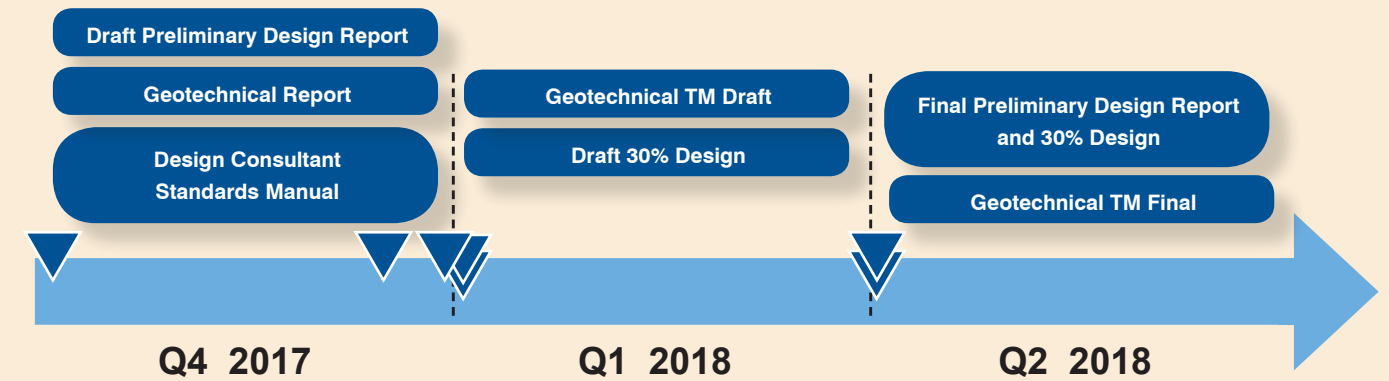 Draft Preliminary Design Report
Geotechnical Report
Design Consultant
Standards Manual
Geotechnical TM Draft
Draft 30% Design
Final Preliminary Design Report
and 30% Design
Geotechnical TM Final
Q4 2017
Q1 2018
Q2 2018